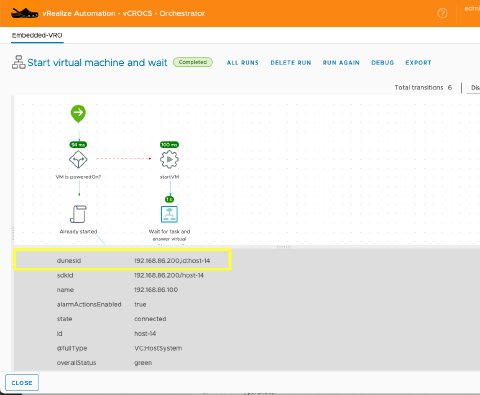 vRealize Automation - vCROCS - Orchestrator
admi
Embedded-VRO
Start virtual machine and wait
Completed
ALL RUNS
DELETE RUN
RUN AGAIN
DEBUG
EXPORT
Total transitions 6
Dis
94 ms
100 ms
VM is poweredOn?
startVM
1 s
Already started
Wait for task and
answer virtual
dunesId 192.168.86.200,id:host-14
sdkId 192.168.86.200/host-14
name 192.168.86.100
alarmActionsEnabled true
state connected
id host-14
@fullType VC:HostSystem
overallStatus green
CLOSE